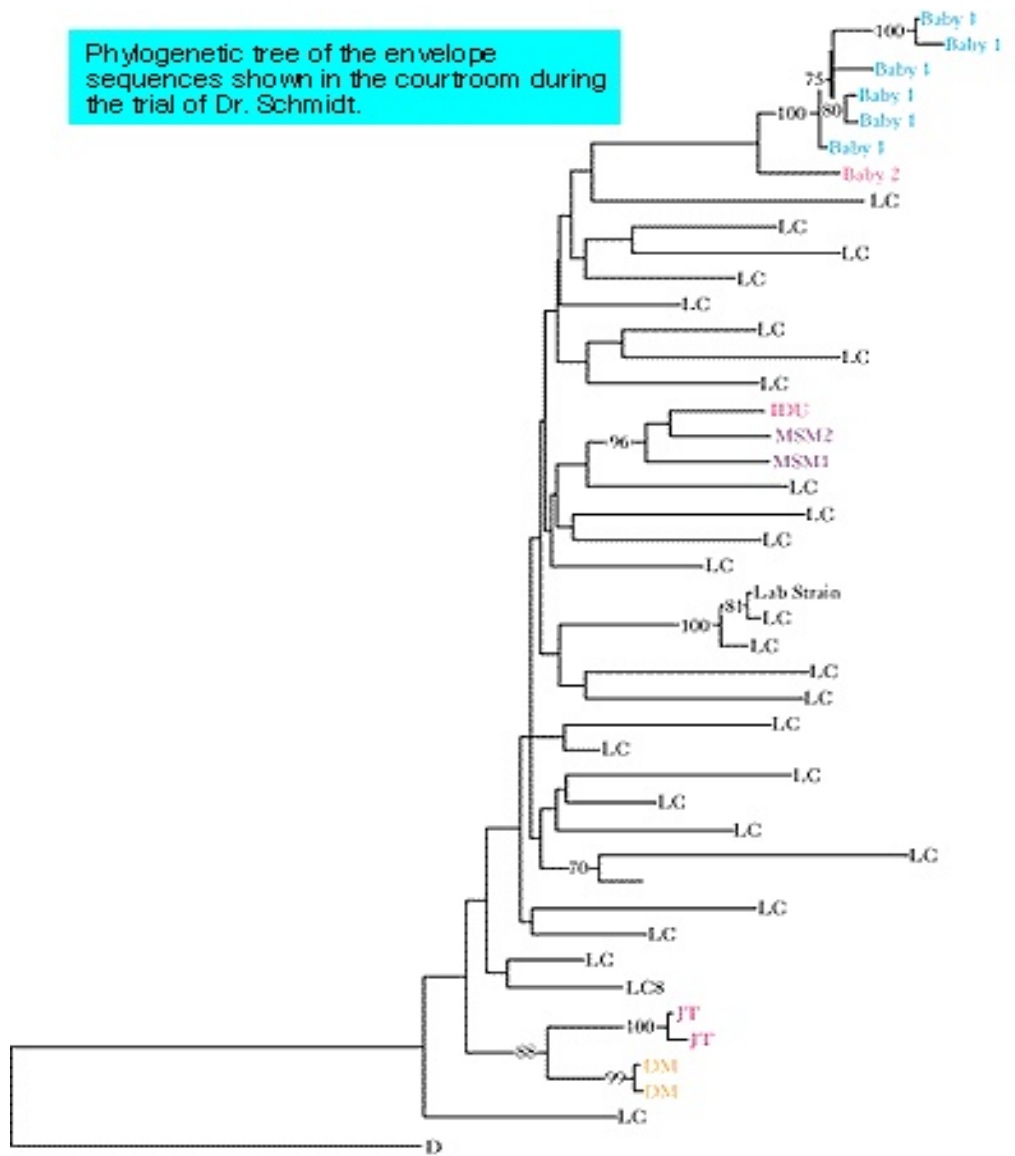 Phylogenetic tree of the envelope
sequences shown in the courtroom during
the trial of Dr. Schmidt.
Baby 1
100
Baby 1
Baby 1
75
Baby 1
80
100
Baby 1
Baby 1
Baby 2
LC
LC
LC
LC
LC
LC
LC
LC
IDU
MSM2
96
MSM1
LC
LC
LC
LC
Lab Strain
81
LC
100
LC
LC
LC
LC
LC
LC
LC
LC
LC
70
LC
LC
LC
LC8
JT
100
JT
88
DM
99
DM
LC
D